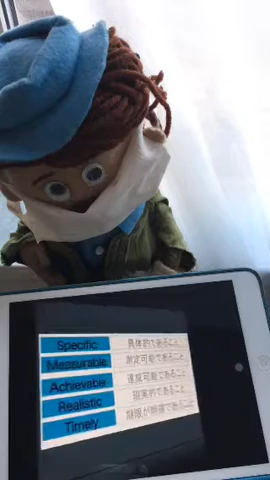 Specific 具体的であること
Measurable 測定可能であること
Achievable 達成可能であること
Realistic 現実的であること
Timely 期限が明確であること